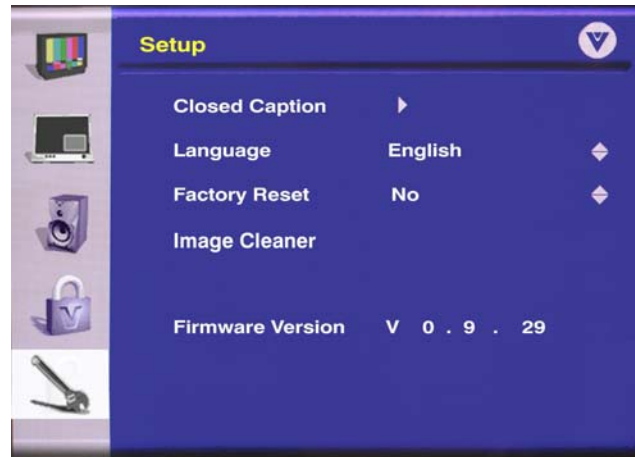 Setup
Closed Caption
Language English
Factory Reset No
Image Cleaner
Firmware Version V 0 . 9 . 29